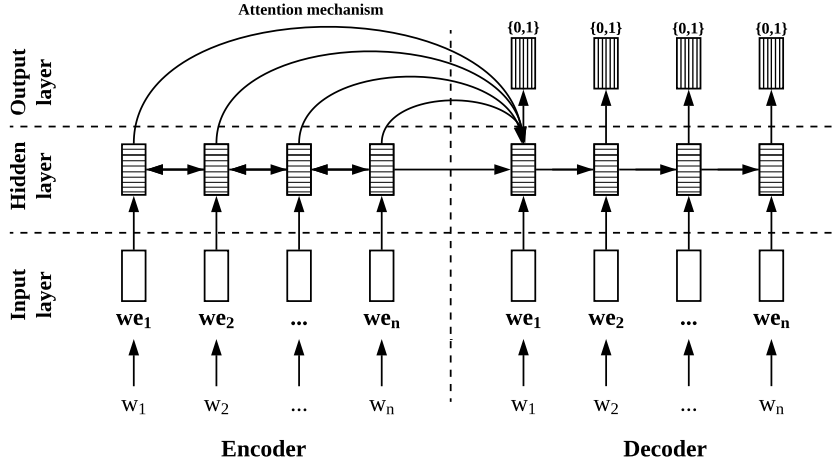 Attention mechanism
{0,1} {0,1} {0,1} {0,1}
Output
layer
Hidden
layer
Input
layer
we1 we2 ... wen we1 we2 ... wen
w1 w2 ... wn w1 w2 ... wn
Encoder Decoder